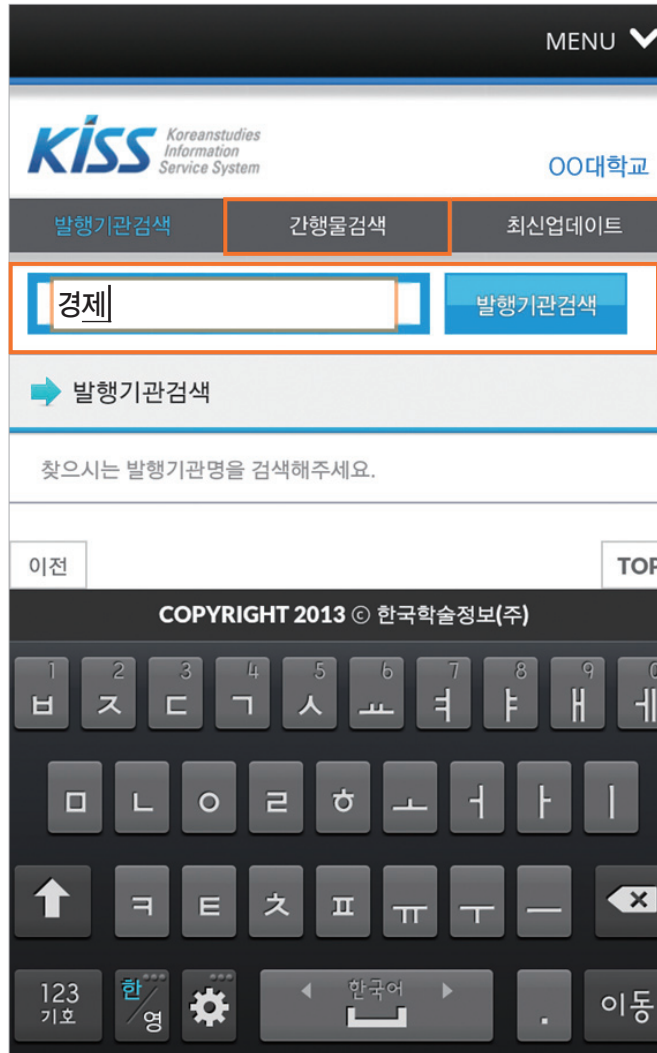 MENU
KISS Koreanstudies
Information
Service System
OO대학교
발행기관검색 간행물검색 최신업데이트
경제 발행기관검색
발행기관검색
찾으시는 발행기관명을 검색해주세요.
이전 TOP
COPYRIGHT 2013 ⓒ 한국학술정보(주)
1 2 3 4 5 6 7 8 9 0
ㅂ ㅈ ㄷ ㄱ ㅅ ㅛ ㅕ ㅑ ㅐ ㅔ
ㅁ ㄴ ㅇ ㄹ ㅎ ㅗ ㅓ ㅏ ㅣ
ㅋ ㅌ ㅊ ㅍ ㅠ ㅜ ㅡ
123 한/영 한국어 . 이동
기호